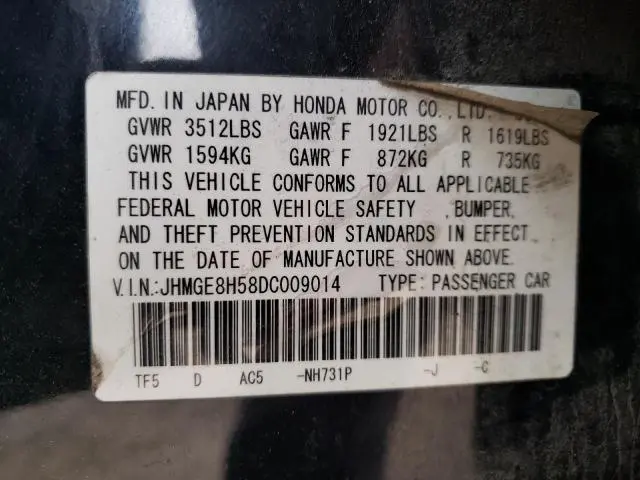 MFD. IN JAPAN BY HONDA MOTOR CO., LTD.
GVWR 3512LBS GAWR F 1921LBS R 1619LBS
GVWR 1594KG GAWR F 872KG R 735KG
THIS VEHICLE CONFORMS TO ALL APPLICABLE
FEDERAL MOTOR VEHICLE SAFETY , BUMPER,
AND THEFT PREVENTION STANDARDS IN EFFECT
ON THE DATE OF MANUFACTURE SHOWN ABOVE.
V.I.N.:JHMGE8H58DC009014 TYPE: PASSENGER CAR
TF5 D AC5 -NH731P -J -C